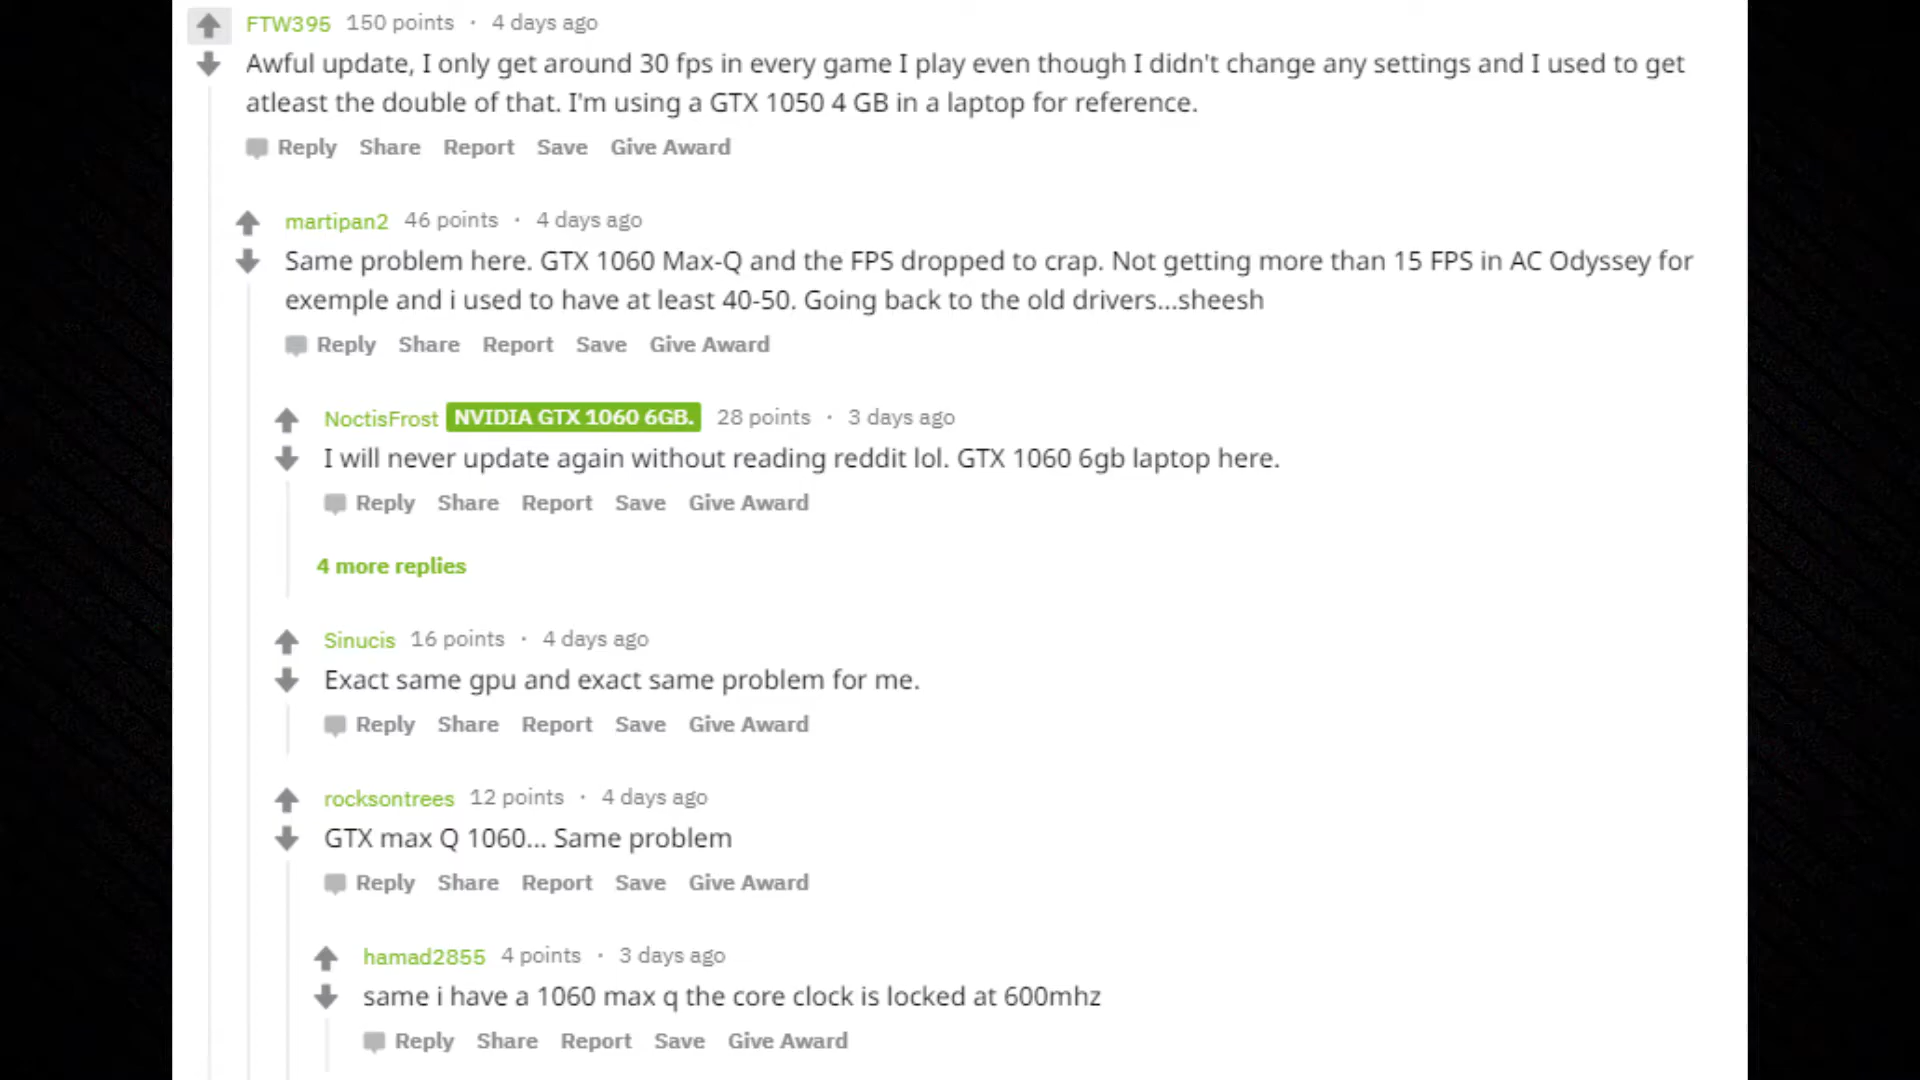 FTW395 150 points · 4 days ago
Awful update, I only get around 30 fps in every game I play even though I didn't change any settings and I used to get
atleast the double of that. I'm using a GTX 1050 4 GB in a laptop for reference.
Reply Share Report Save Give Award
martipan2 46 points · 4 days ago
Same problem here. GTX 1060 Max-Q and the FPS dropped to crap. Not getting more than 15 FPS in AC Odyssey for
exemple and i used to have at least 40-50. Going back to the old drivers...sheesh
Reply Share Report Save Give Award
NoctisFrost NVIDIA GTX 1060 6GB. 28 points · 3 days ago
I will never update again without reading reddit lol. GTX 1060 6gb laptop here.
Reply Share Report Save Give Award
4 more replies
Sinucis 16 points · 4 days ago
Exact same gpu and exact same problem for me.
Reply Share Report Save Give Award
rocksontrees 12 points · 4 days ago
GTX max Q 1060... Same problem
Reply Share Report Save Give Award
hamad2855 4 points · 3 days ago
same i have a 1060 max q the core clock is locked at 600mhz
Reply Share Report Save Give Award